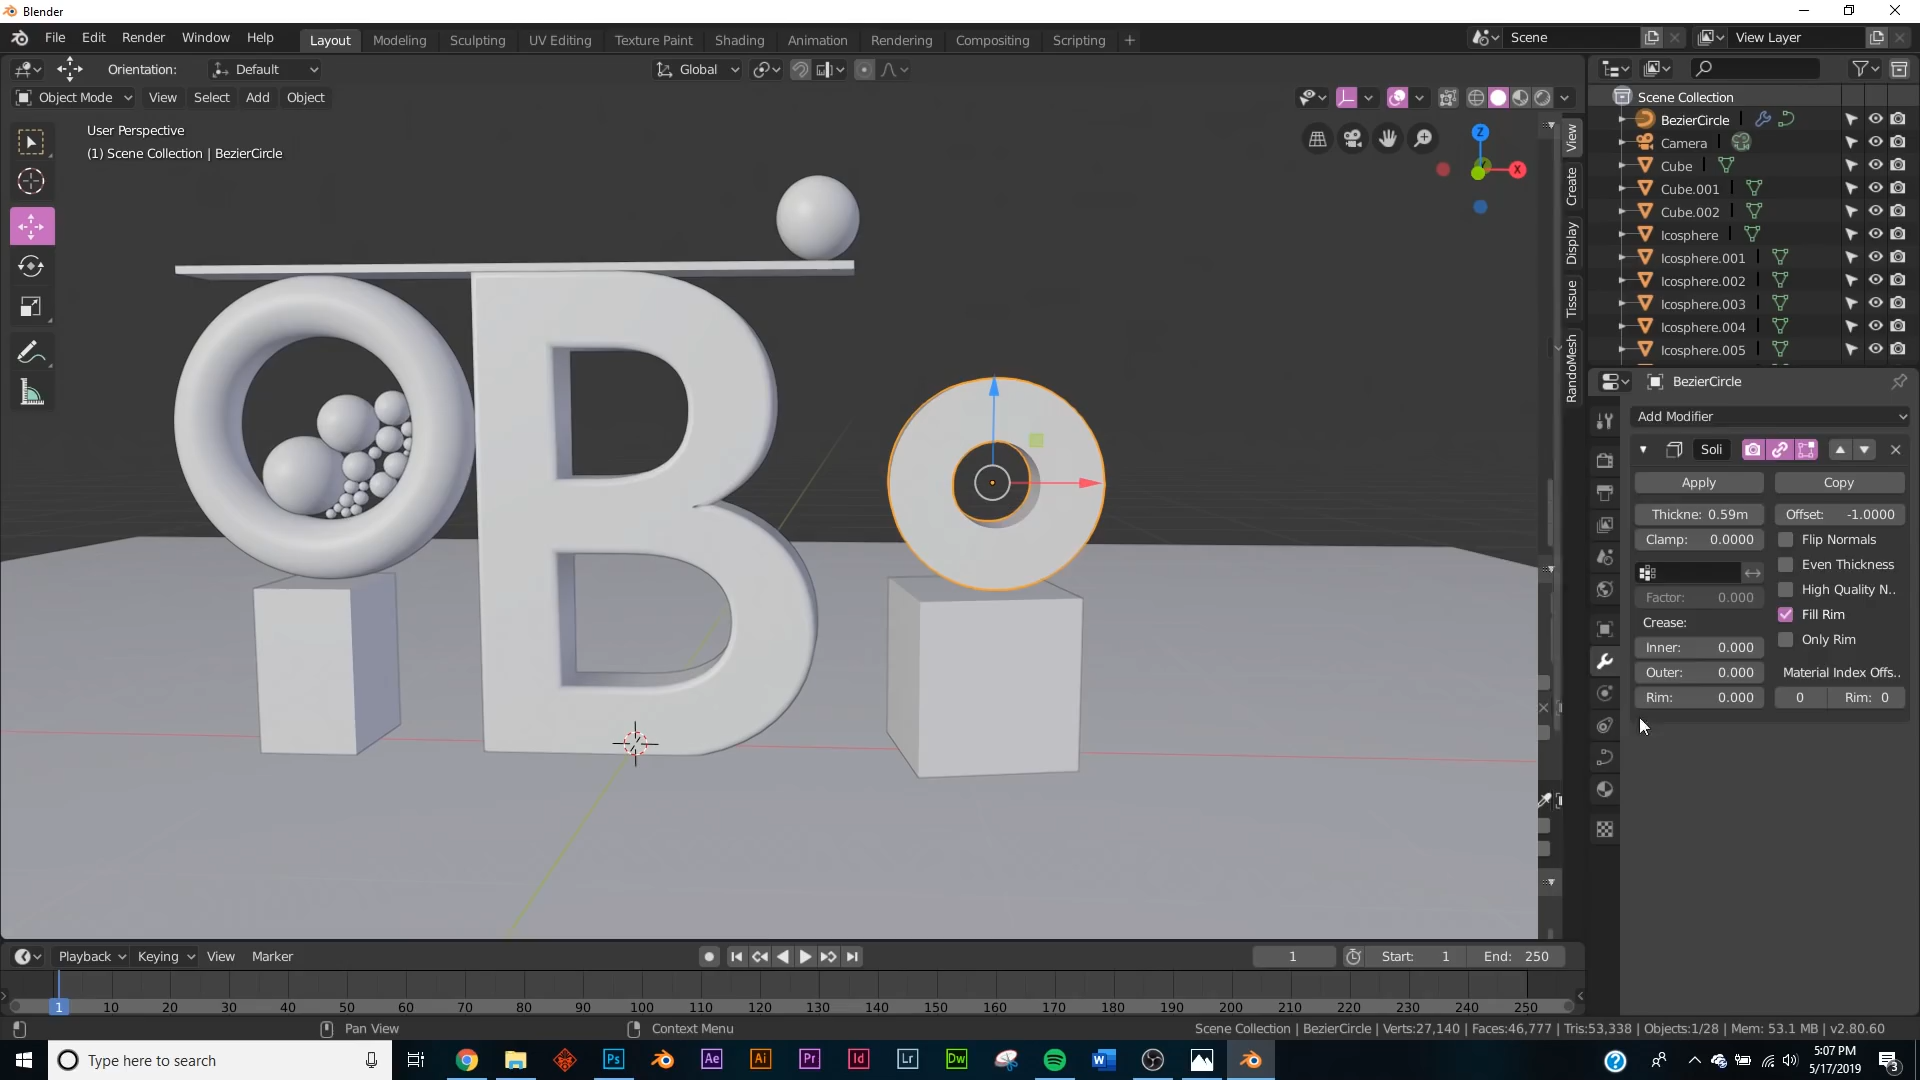 Blender
File Edit Render Window Help Layout Modeling Sculpting UV Editing Texture Paint Shading Animation Rendering Compositing Scripting + Scene View Layer
Orientation: Default Global
Object Mode View Select Add Object
User Perspective
(1) Scene Collection | BezierCircle
Z
X
View
Create
Display
Tissue
RandoMesh
Scene Collection
BezierCircle
Camera
Cube
Cube.001
Cube.002
Icosphere
Icosphere.001
Icosphere.002
Icosphere.003
Icosphere.004
Icosphere.005
BezierCircle
Add Modifier
Soli
Apply Copy
Thickne: 0.59m Offset: -1.0000
Clamp: 0.0000 Flip Normals
Even Thickness
High Quality N..
Factor: 0.000
Fill Rim
Crease:
Only Rim
Inner: 0.000
Outer: 0.000 Material Index Offs..
Rim: 0.000 0 Rim: 0
B
Playback Keying View Marker 1 Start: 1 End: 250
1 10 20 30 40 50 60 70 80 90 100 110 120 130 140 150 160 170 180 190 200 210 220 230 240 250
Pan View Context Menu Scene Collection | BezierCircle | Verts:27,140 | Faces:46,777 | Tris:53,338 | Objects:1/28 | Mem: 53.1 MB | v2.80.60
Type here to search Ps Ae Ai Pr Id Lr Dw W
5:07 PM
5/17/2019
3